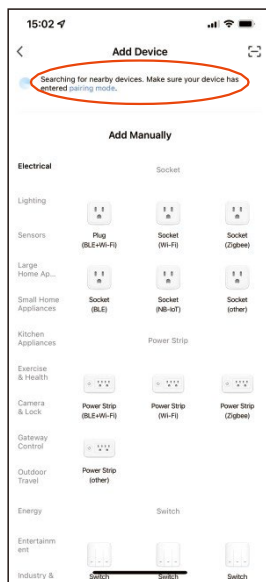 15:02
Add Device
Searching for nearby devices. Make sure your device has
entered pairing mode.
Add Manually
Electrical
Socket
Lighting
Sensors
Plug
(BLE+Wi-Fi)
Socket
(Wi-Fi)
Socket
(Zigbee)
Large
Home Ap...
Small Home
Appliances
Socket
(BLE)
Socket
(NB-IoT)
Socket
(other)
Kitchen
Appliances
Power Strip
Exercise
& Health
Camera
& Lock
Power Strip
(BLE+Wi-Fi)
Power Strip
(Wi-Fi)
Power Strip
(Zigbee)
Gateway
Control
Outdoor
Travel
Power Strip
(other)
Energy
Switch
Entertainm
ent
Industry &
Switch
Switch
Switch